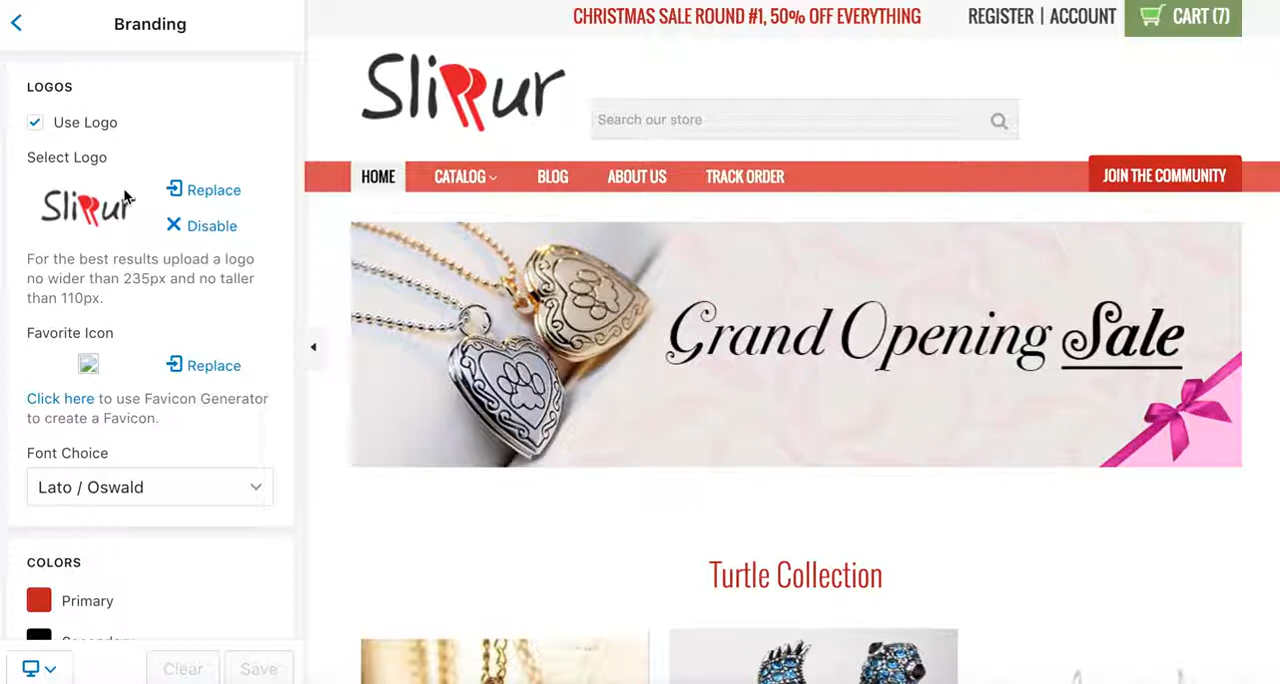 Branding
LOGOS
Use Logo
Select Logo
Slirrur
Replace
Disable
For the best results upload a logo
no wider than 235px and no taller
than 110px.
Favorite Icon
Replace
Click here to use Favicon Generator
to create a Favicon.
Font Choice
Lato / Oswald
COLORS
Primary
Secondary
Clear
Save
CHRISTMAS SALE ROUND #1, 50% OFF EVERYTHING
REGISTER | ACCOUNT
CART (7)
Slirrur
Search our store
HOME
CATALOG
BLOG
ABOUT US
TRACK ORDER
JOIN THE COMMUNITY
Grand Opening Sale
Turtle Collection